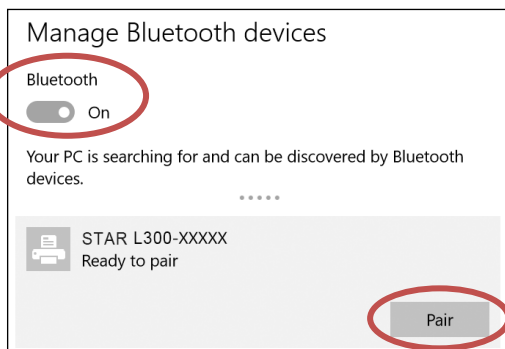 Manage Bluetooth devices
Bluetooth
On
Your PC is searching for and can be discovered by Bluetooth
devices.
STAR L300-XXXXX
Ready to pair
Pair